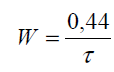 W = 0,44 / τ